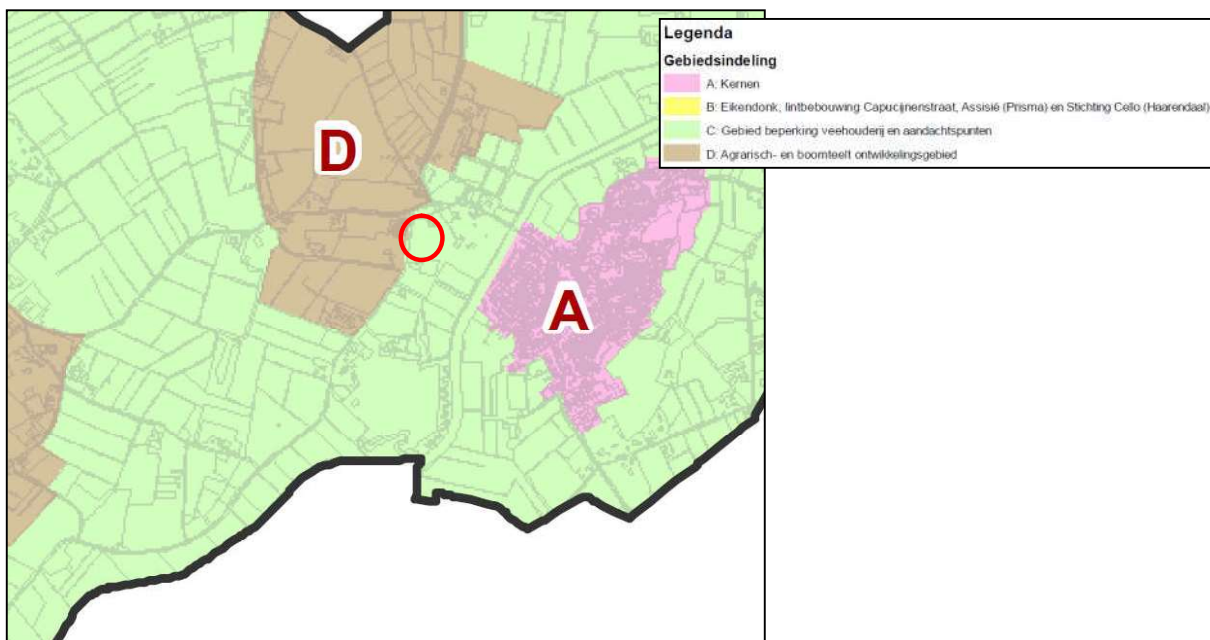 Legenda
Gebiedsindeling
A: Kernen
B: Eikendonk, lintbebouwing Capucijnenstraat, Assisië (Prisma) en Stichting Cello (Haarendaal)
C: Gebied beperking veehouderij en aandachtspunten
D: Agrarisch- en boomteelt ontwikkelingsgebied
D
A